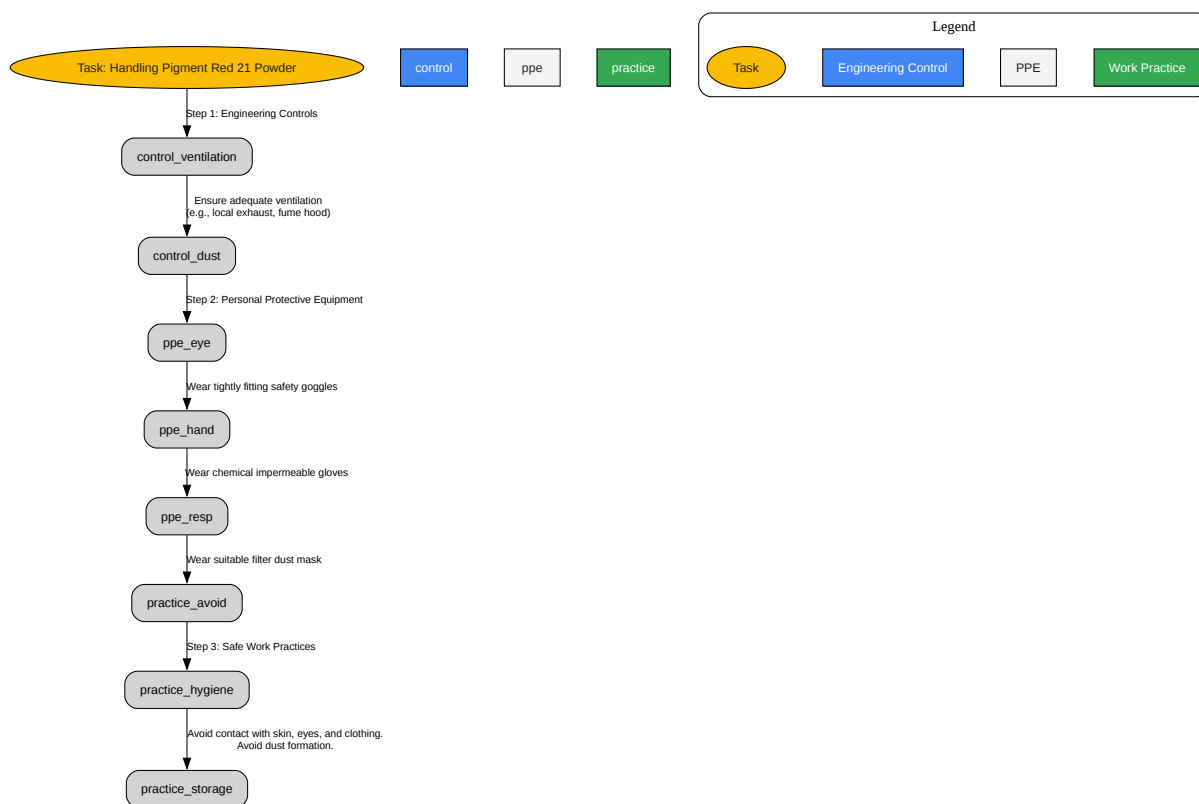 Legend
Task: Handling Pigment Red 21 Powder
control
ppe
practice
Task
Engineering Control
PPE
Work Practice
Step 1: Engineering Controls
control_ventilation
Ensure adequate ventilation
(e.g., local exhaust, fume hood)
control_dust
Step 2: Personal Protective Equipment
ppe_eye
Wear tightly fitting safety goggles
ppe_hand
Wear chemical impermeable gloves
ppe_resp
Wear suitable filter dust mask
practice_avoid
Step 3: Safe Work Practices
practice_hygiene
Avoid contact with skin, eyes, and clothing.
Avoid dust formation.
practice_storage